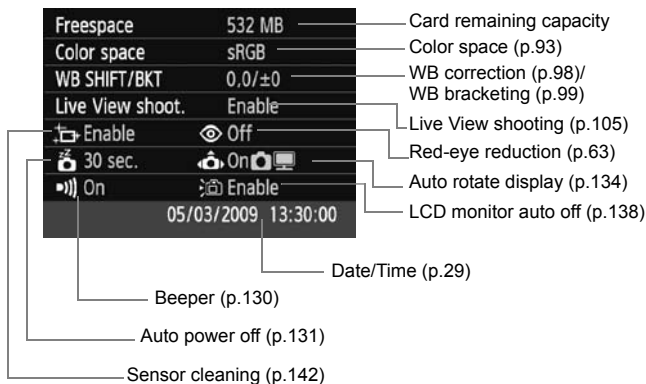 Freespace 532 MB Card remaining capacity
Color space sRGB Color space (p.93)
WB SHIFT/BKT 0,0/±0 WB correction (p.98)/
WB bracketing (p.99)
Live View shoot. Enable Live View shooting (p.105)
Enable Off Red-eye reduction (p.63)
30 sec. On Auto rotate display (p.134)
On Enable LCD monitor auto off (p.138)
05/03/2009 13:30:00
Date/Time (p.29)
Beeper (p.130)
Auto power off (p.131)
Sensor cleaning (p.142)